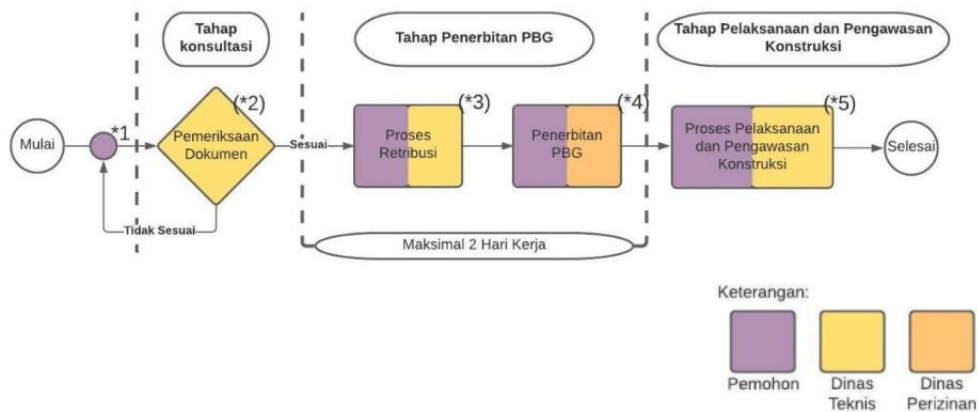 Tahap
konsultasi
Tahap Penerbitan PBG
Tahap Pelaksanaan dan Pengawasan
Konstruksi
Mulai
*1
(*2)
Pemeriksaan
Dokumen
Sesuai
Tidak Sesuai
(*3)
Proses
Retribusi
(*4)
Penerbitan
PBG
(*5)
Proses Pelaksanaan
dan Pengawasan
Konstruksi
Selesai
Maksimal 2 Hari Kerja
Keterangan:
Pemohon
Dinas
Teknis
Dinas
Perizinan